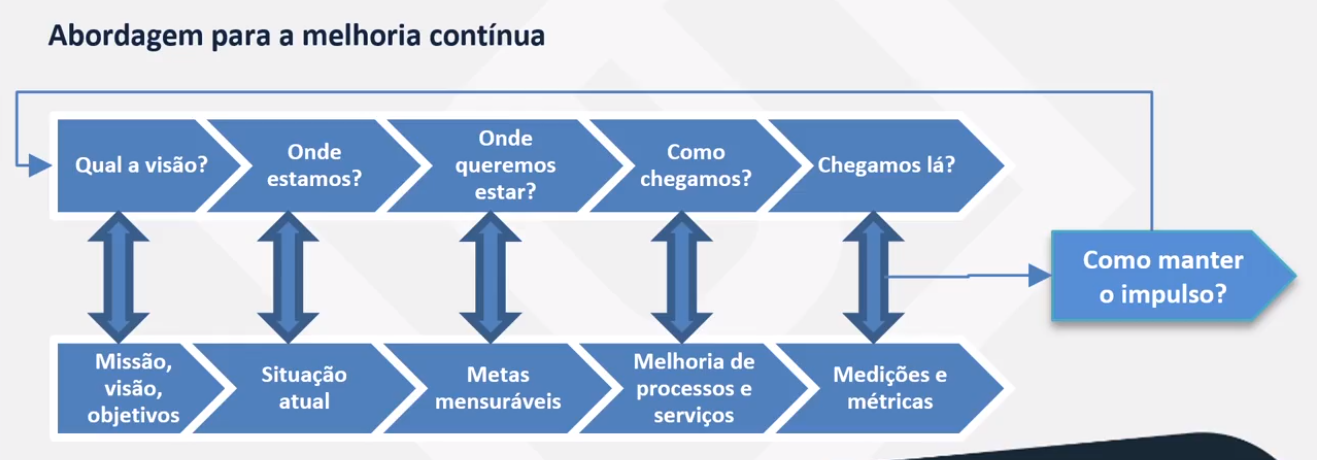 Abordagem para a melhoria contínua
Qual a visão?
Onde
estamos?
Onde
queremos
estar?
Como
chegamos?
Chegamos lá?
Como manter
o impulso?
Missão,
visão,
objetivos
Situação
atual
Metas
mensuráveis
Melhoria de
processos e
serviços
Medições e
métricas